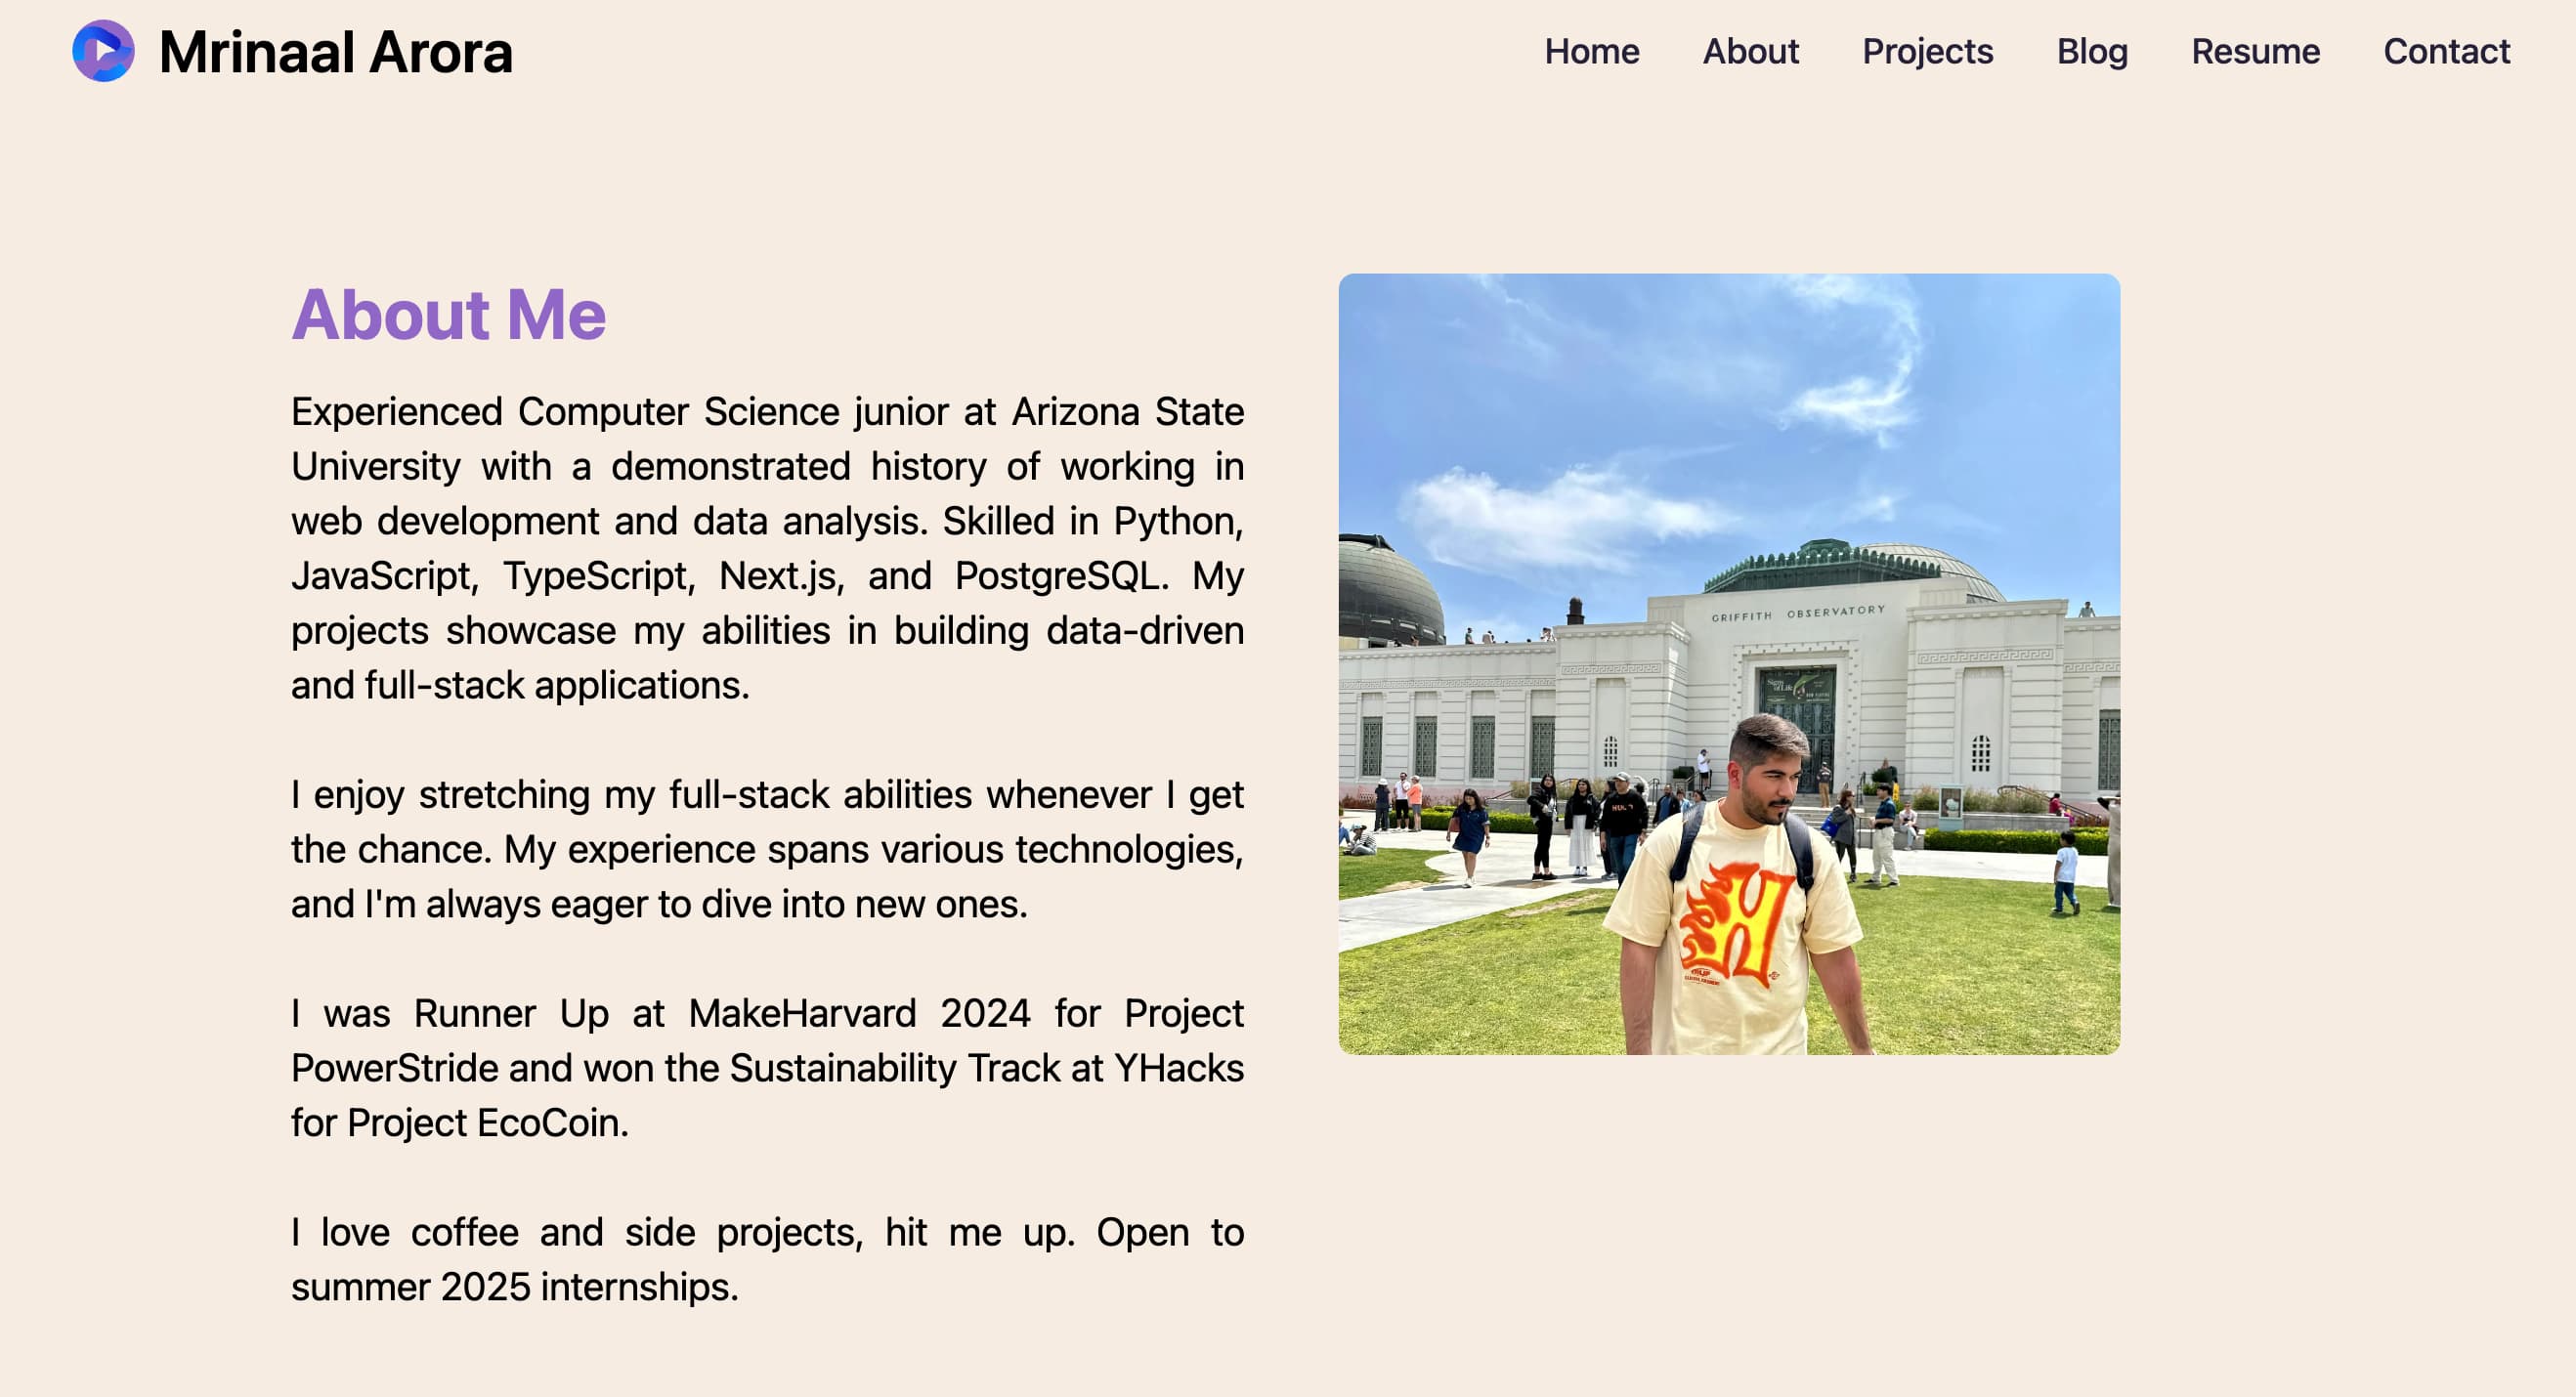 Mrinaal Arora
Home
About
Projects
Blog
Resume
Contact
About Me
Experienced Computer Science junior at Arizona State
University with a demonstrated history of working in
web development and data analysis. Skilled in Python,
JavaScript, TypeScript, Next.js, and PostgreSQL. My
projects showcase my abilities in building data-driven
and full-stack applications.
I enjoy stretching my full-stack abilities whenever I get
the chance. My experience spans various technologies,
and I'm always eager to dive into new ones.
I was Runner Up at MakeHarvard 2024 for Project
PowerStride and won the Sustainability Track at YHacks
for Project EcoCoin.
I love coffee and side projects, hit me up. Open to
summer 2025 internships.
GRIFFITH OBSERVATORY
Signs
of Life
H